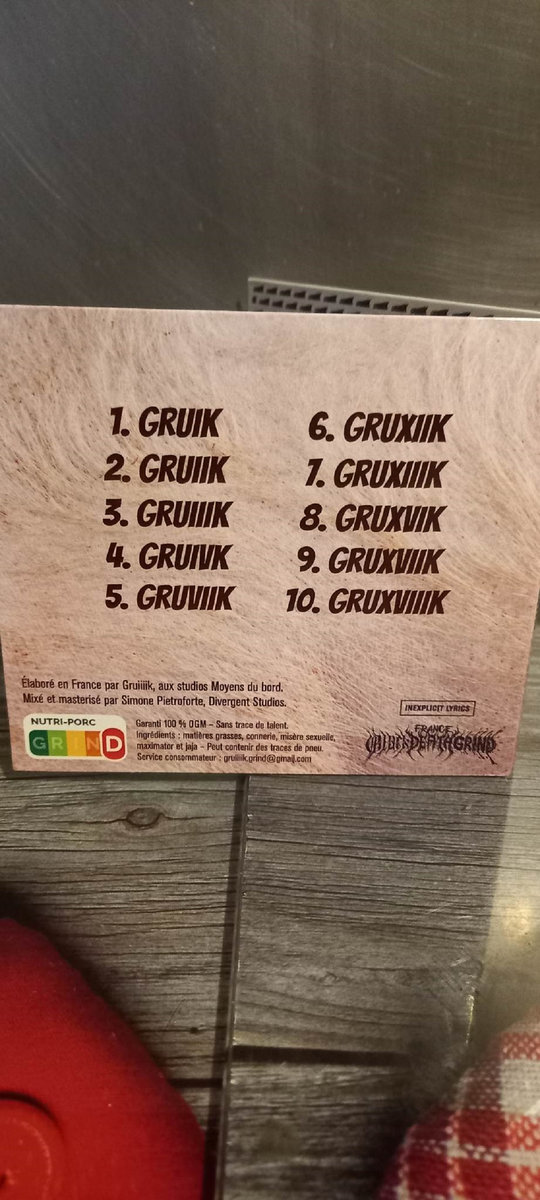 1. GRUIK
2. GRUIIK
3. GRUIIIK
4. GRUIVK
5. GRUVIIK
6. GRUXIIK
7. GRUXIIIK
8. GRUXVIK
9. GRUXVIIK
10. GRUXVIIIK
Élaboré en France par Gruiiiik, aux studios Moyens du bord.
Mixé et masterisé par Simone Pietroforte, Divergent Studios.
NUTRI-PORC
GRIND
Garanti 100 % OGM – Sans trace de talent.
Ingrédients : matières grasses, connerie, misère sexuelle,
maximator et jaja - Peut contenir des traces de pneu.
Service consommateur : gruiiiik.grind@gmail.com
INEXPLICIT LYRICS
FRANCE
DEATHGRIND